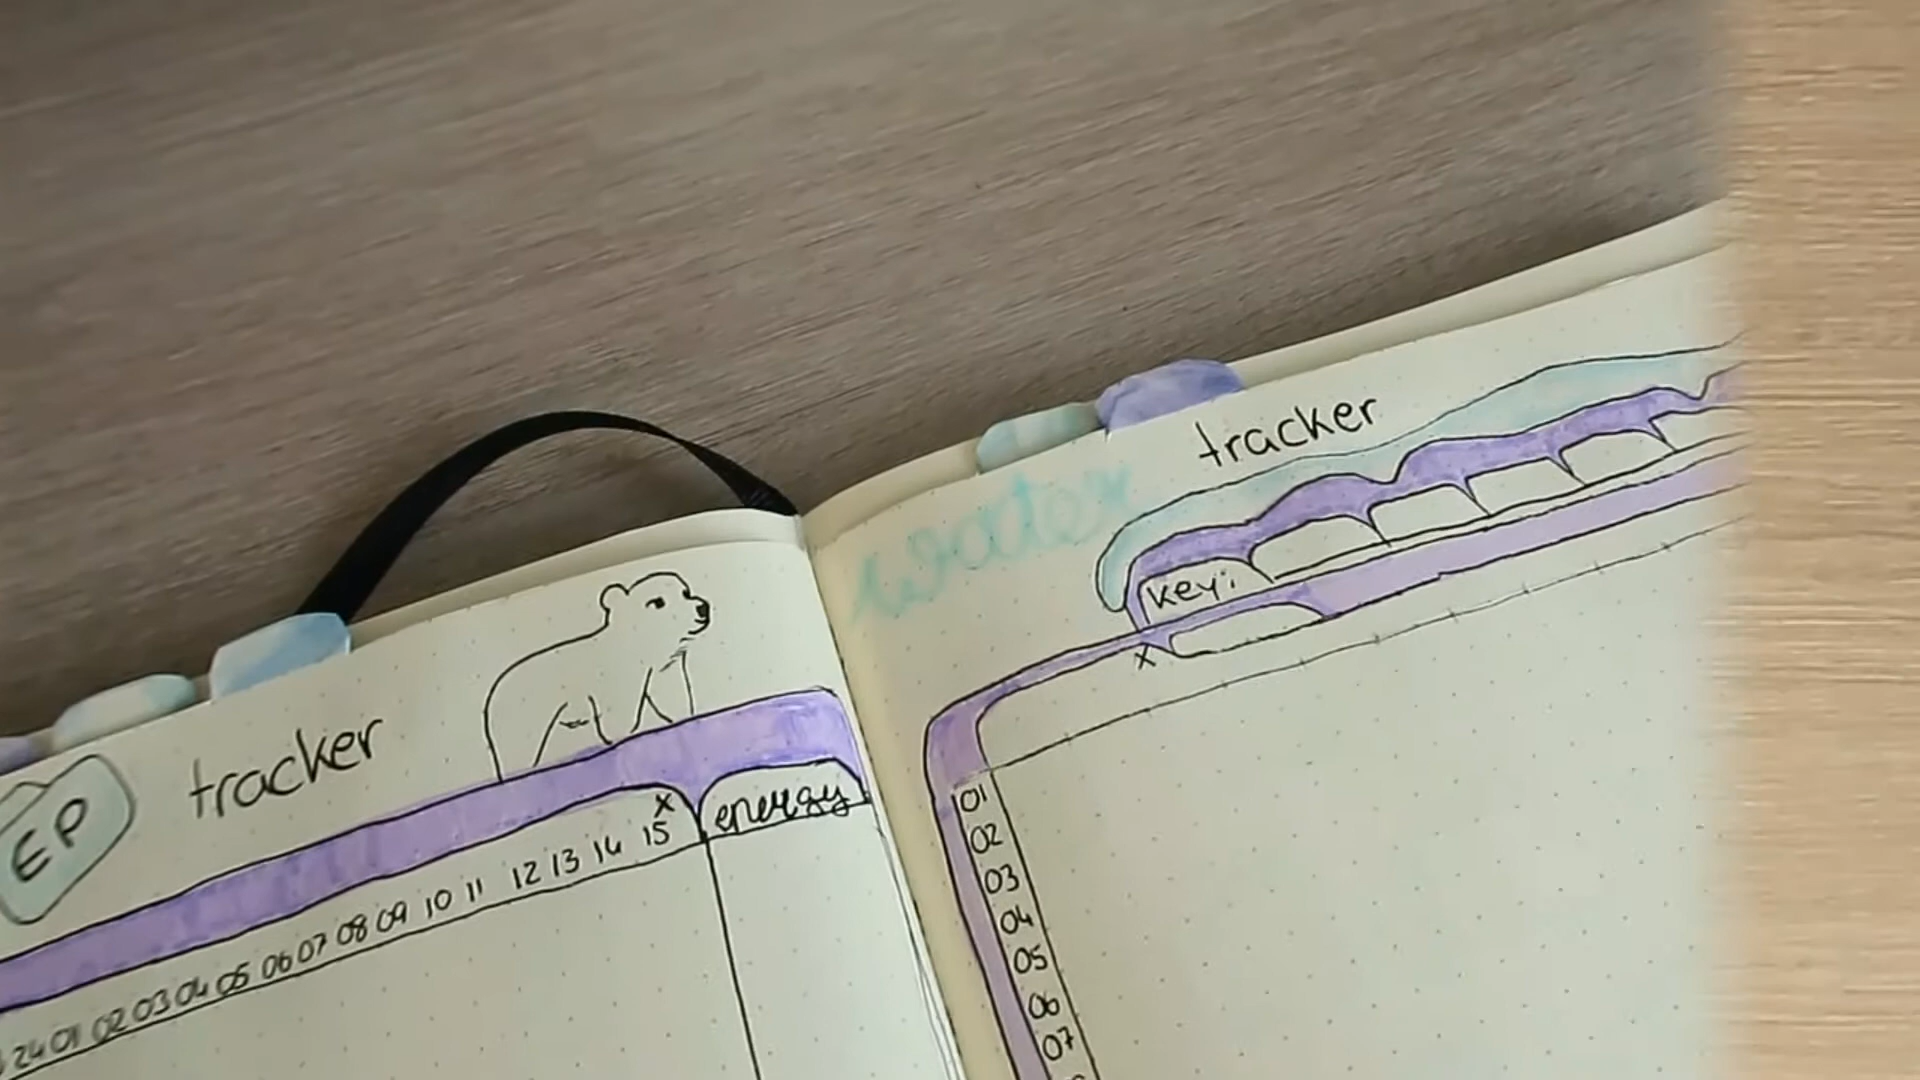 EP tracker
x
24 01 02 03 04 05 06 07 08 09 10 11 12 13 14 15
energy
water tracker
key:
x
01
02
03
04
05
06
07